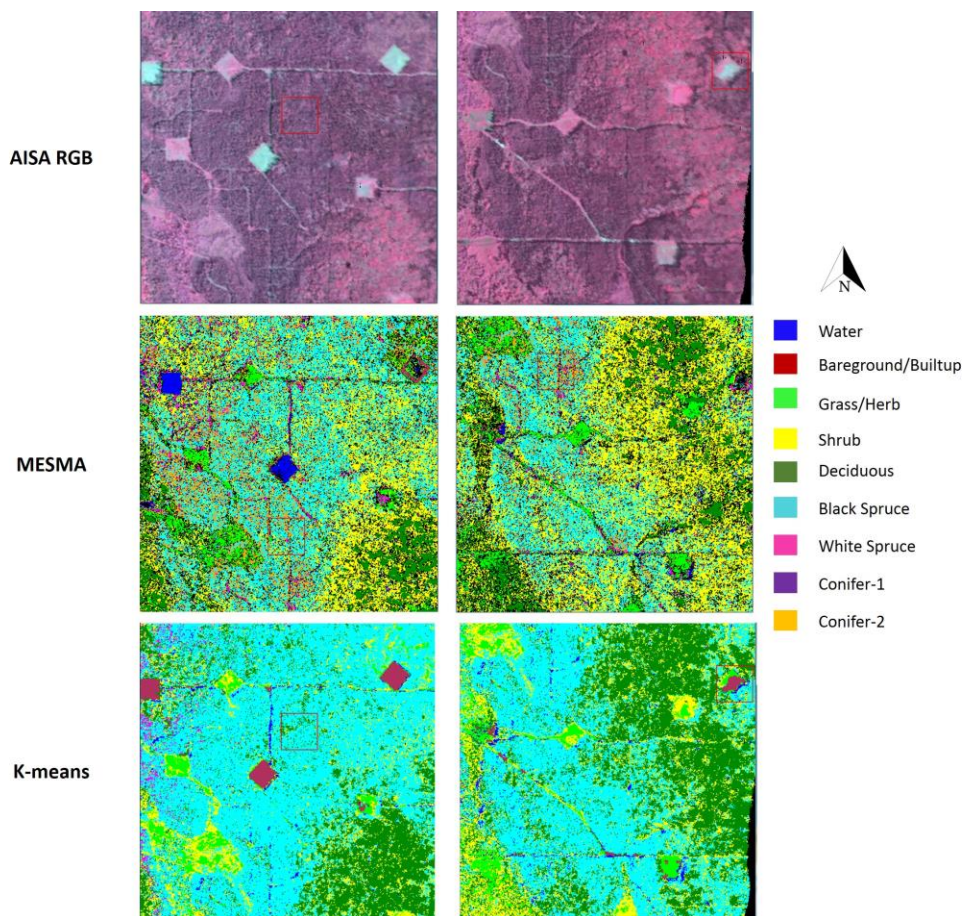 AISA RGB
N
Water
Bareground/Builtup
Grass/Herb
Shrub
Deciduous
MESMA
Black Spruce
White Spruce
Conifer-1
Conifer-2
K-means